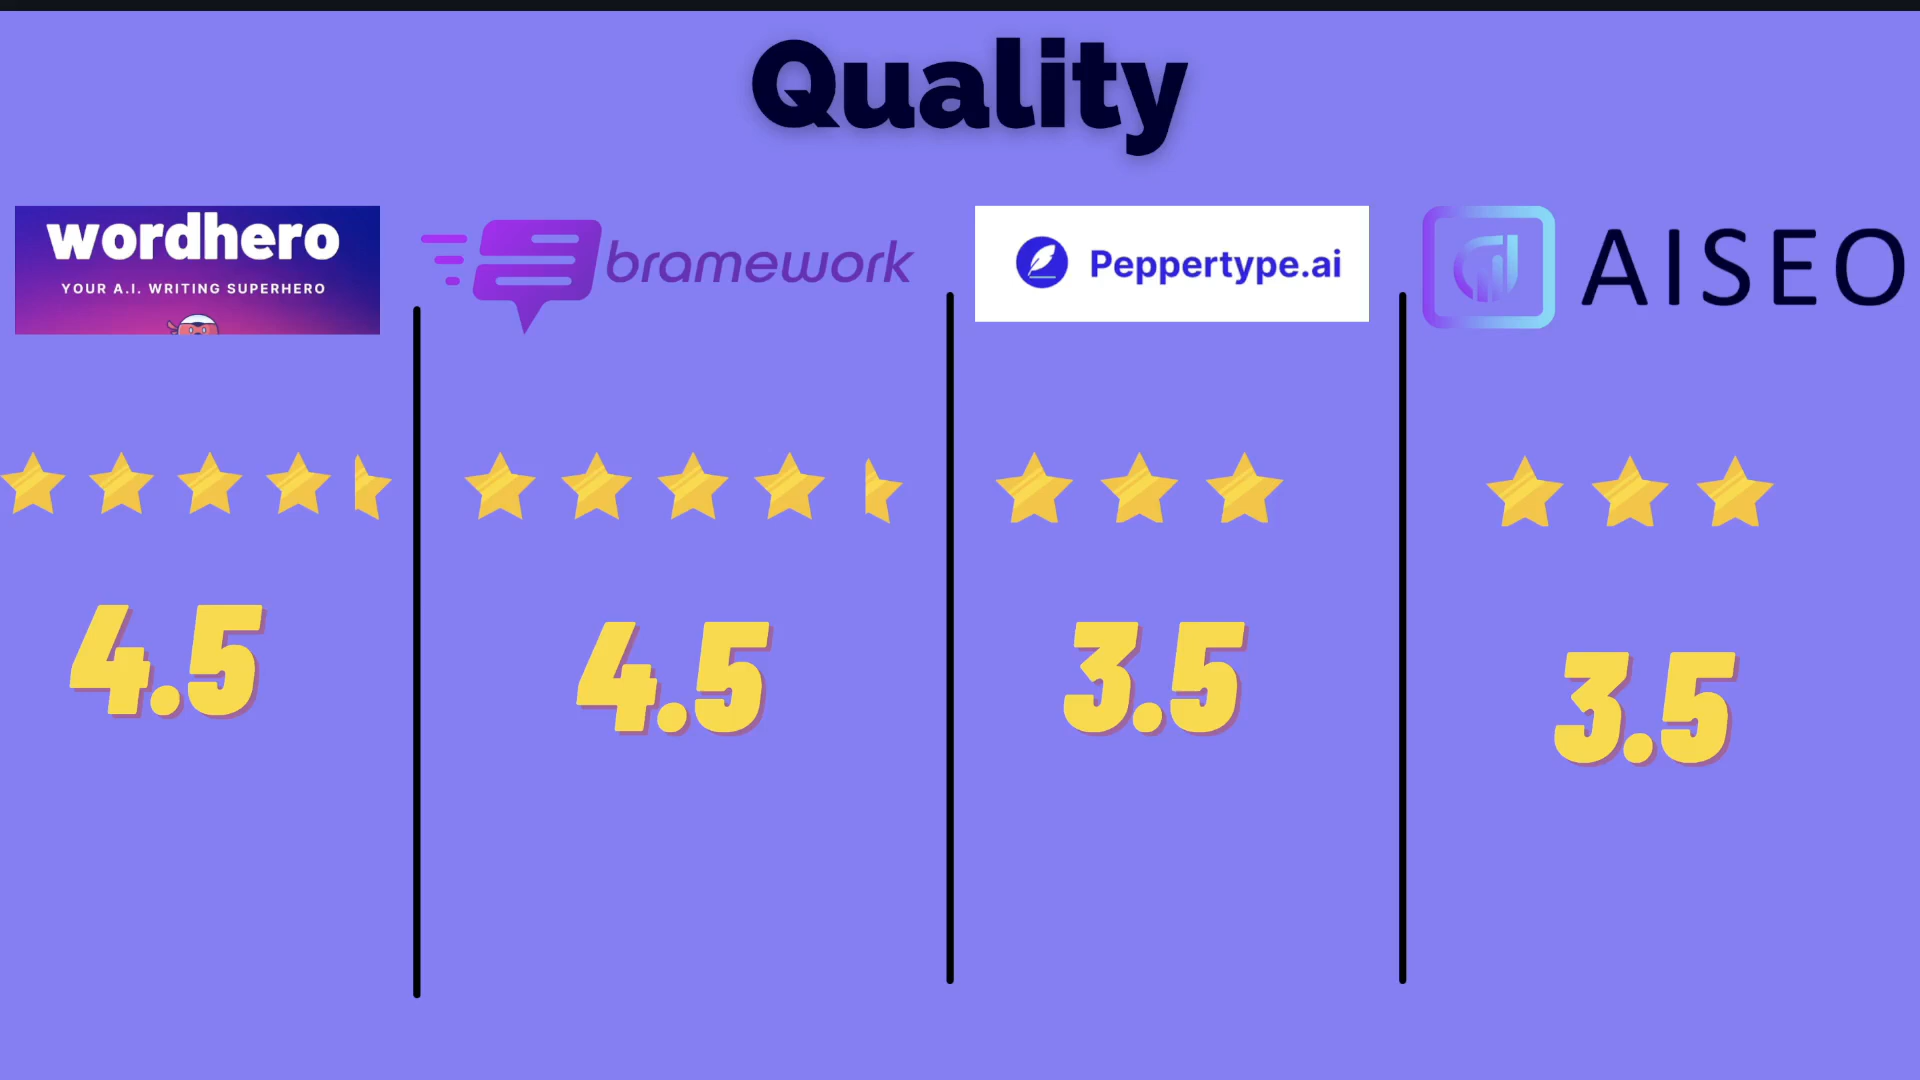 Quality
wordhero
YOUR A.I. WRITING SUPERHERO
bramework
Peppertype.ai
AISEO
4.5
4.5
3.5
3.5